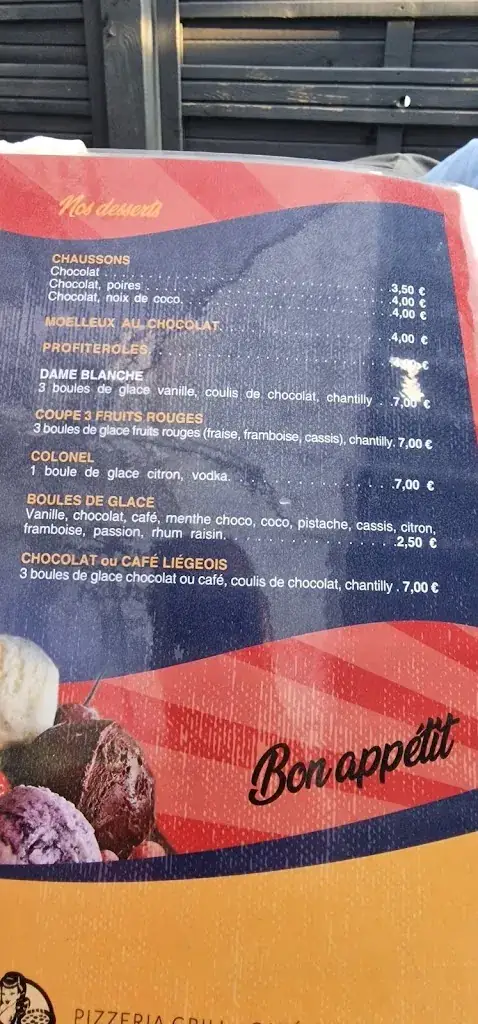 Nos desserts
CHAUSSONS
Chocolat . . . . . . . . . . . . . . . . . . . . 3,50 €
Chocolat, poires . . . . . . . . . . . . . . . . 4,00 €
Chocolat, noix de coco. . . . . . . . . . . . . . 4,00 €
MOELLEUX AU CHOCOLAT. . . . . . . . . . . . . . . 4,00 €
PROFITEROLES. . . . . . . . . . . . . . . . €
DAME BLANCHE
3 boules de glace vanille, coulis de chocolat, chantilly . .7,00 €
COUPE 3 FRUITS ROUGES
3 boules de glace fruits rouges (fraise, framboise, cassis), chantilly. 7,00 €
COLONEL
1 boule de glace citron, vodka. . . . . . . . . . .7,00 €
BOULES DE GLACE
Vanille, chocolat, café, menthe choco, coco, pistache, cassis, citron,
framboise, passion, rhum raisin. . . . . . . . . . .2,50 €
CHOCOLAT ou CAFÉ LIÉGEOIS
3 boules de glace chocolat ou café, coulis de chocolat, chantilly . 7,00 €
Bon appétit
PIZZERIA